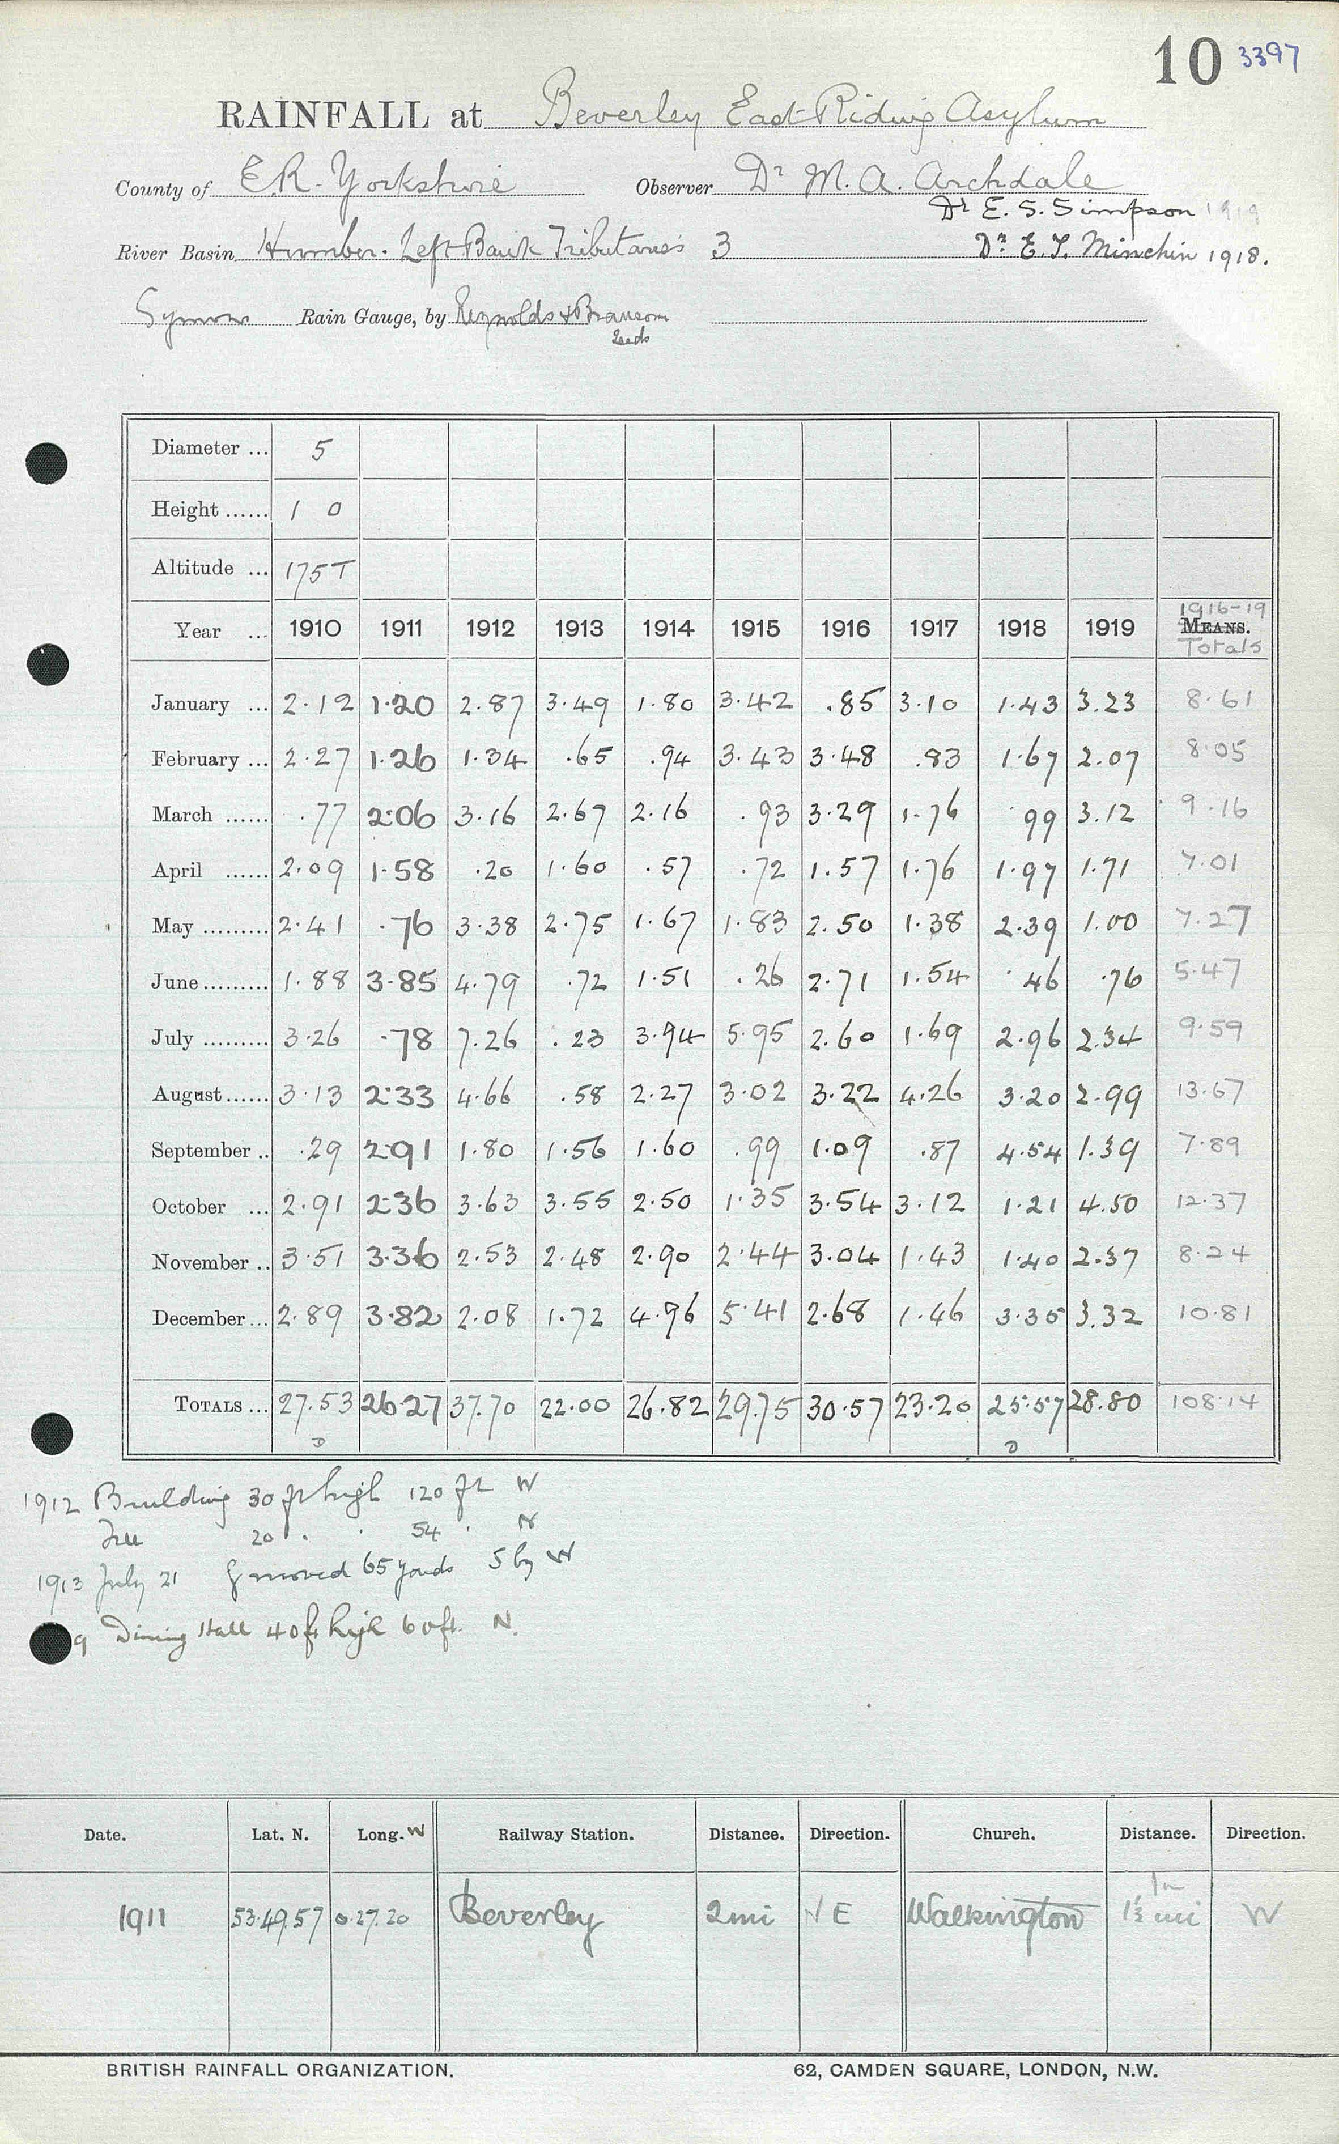 10 3397
RAINFALL at Beverley East Riding Asylum
County of E.R. Yorkshire Observer Dr M. A. Archdale
Dr E. S. Simpson 1919
River Basin Humber. Left Bank Tributaries 3 Dr. E. T. Minchin 1918.
Symons Rain Gauge, by Reynolds & Branson
Leeds
Diameter ... 5
Height ...... 1 0
Altitude ... 175 T
1916-19
Year ... 1910 1911 1912 1913 1914 1915 1916 1917 1918 1919 MEANS.
Totals
January ... 2.12 1.20 2.87 3.49 1.80 3.42 .85 3.10 1.43 3.23 8.61
February ... 2.27 1.26 1.34 .65 .94 3.43 3.48 .83 1.67 2.07 8.05
March ...... .77 2.06 3.16 2.67 2.16 .93 3.29 1.76 .99 3.12 9.16
April ...... 2.09 1.58 .20 1.60 .57 .72 1.57 1.76 1.97 1.71 7.01
May ......... 2.41 .76 3.38 2.75 1.67 1.83 2.50 1.38 2.39 1.00 7.27
June ......... 1.88 3.85 4.79 .72 1.51 .26 2.71 1.54 .46 .76 5.47
July ......... 3.26 .78 7.26 .23 3.94 5.95 2.60 1.69 2.96 2.34 9.59
August ...... 3.13 2.33 4.66 .58 2.27 3.02 3.22 4.26 3.20 2.99 13.67
September .. .29 2.91 1.80 1.56 1.60 .99 1.09 .87 4.54 1.39 7.89
October ... 2.91 2.36 3.63 3.55 2.50 1.35 3.54 3.12 1.21 4.50 12.37
November .. 3.51 3.36 2.53 2.48 2.90 2.44 3.04 1.43 1.40 2.37 8.24
December ... 2.89 3.82 2.08 1.72 4.96 5.41 2.68 1.46 3.35 3.32 10.81
TOTALS ... 27.53 26.27 37.70 22.00 26.82 29.75 30.57 23.20 25.57 28.80 108.14
D D
1912 Building 30 ft high 120 ft W
Tree 20 " " 54 " N
1913 July 21 G moved 65 yards S by W
9 Dining Hall 40 ft high 60 ft. N.
Date. Lat. N. Long. W Railway Station. Distance. Direction. Church. Distance. Direction.
1911 53.49.57 0.27.20 Beverley 2 mi NE Walkington 1½ mi W
BRITISH RAINFALL ORGANIZATION. 62, CAMDEN SQUARE, LONDON, N.W.